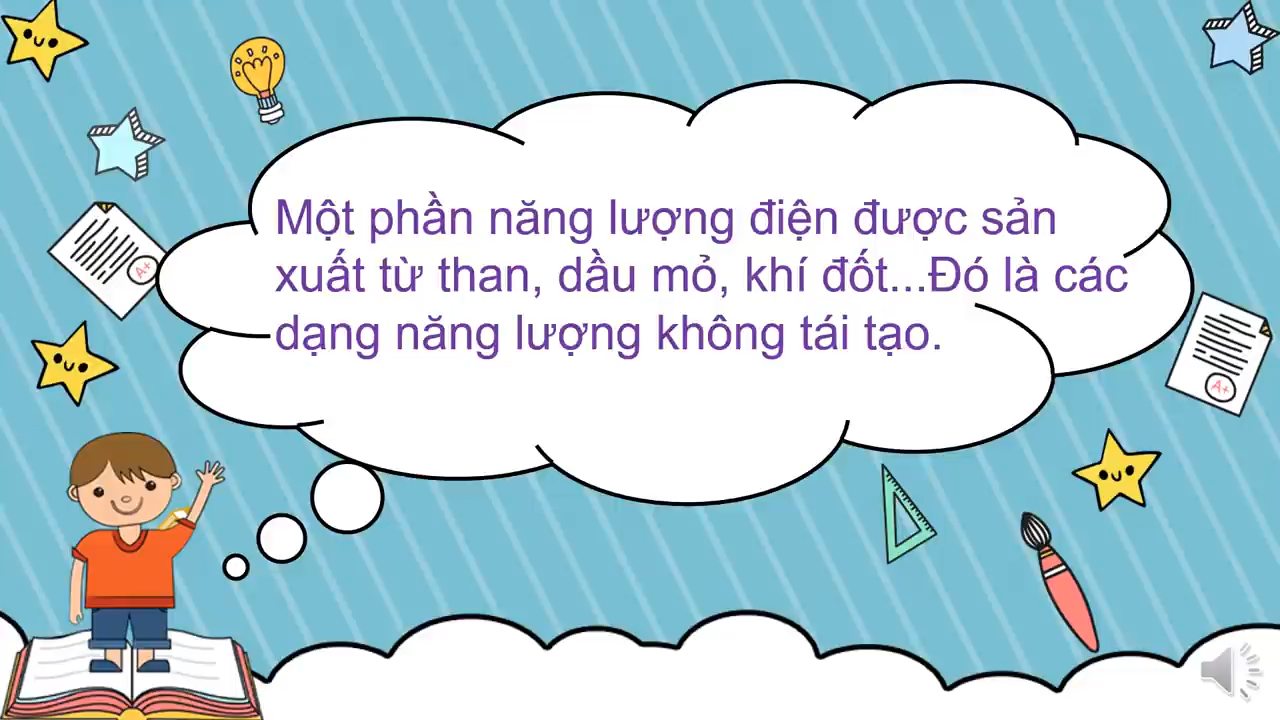 Một phần năng lượng điện được sản
xuất từ than, dầu mỏ, khí đốt...Đó là các
dạng năng lượng không tái tạo.
A+
A+